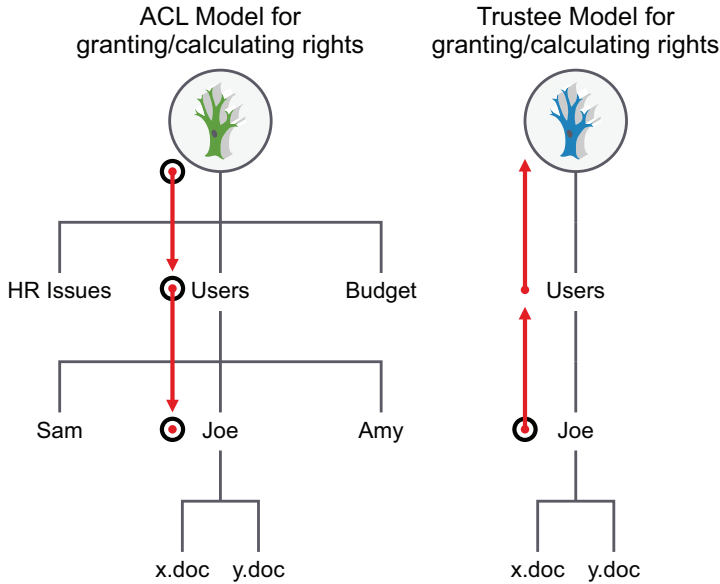 ACL Model for
granting/calculating rights
Trustee Model for
granting/calculating rights
HR Issues
Users
Budget
Users
Sam
Joe
Amy
Joe
x.doc
y.doc
x.doc
y.doc